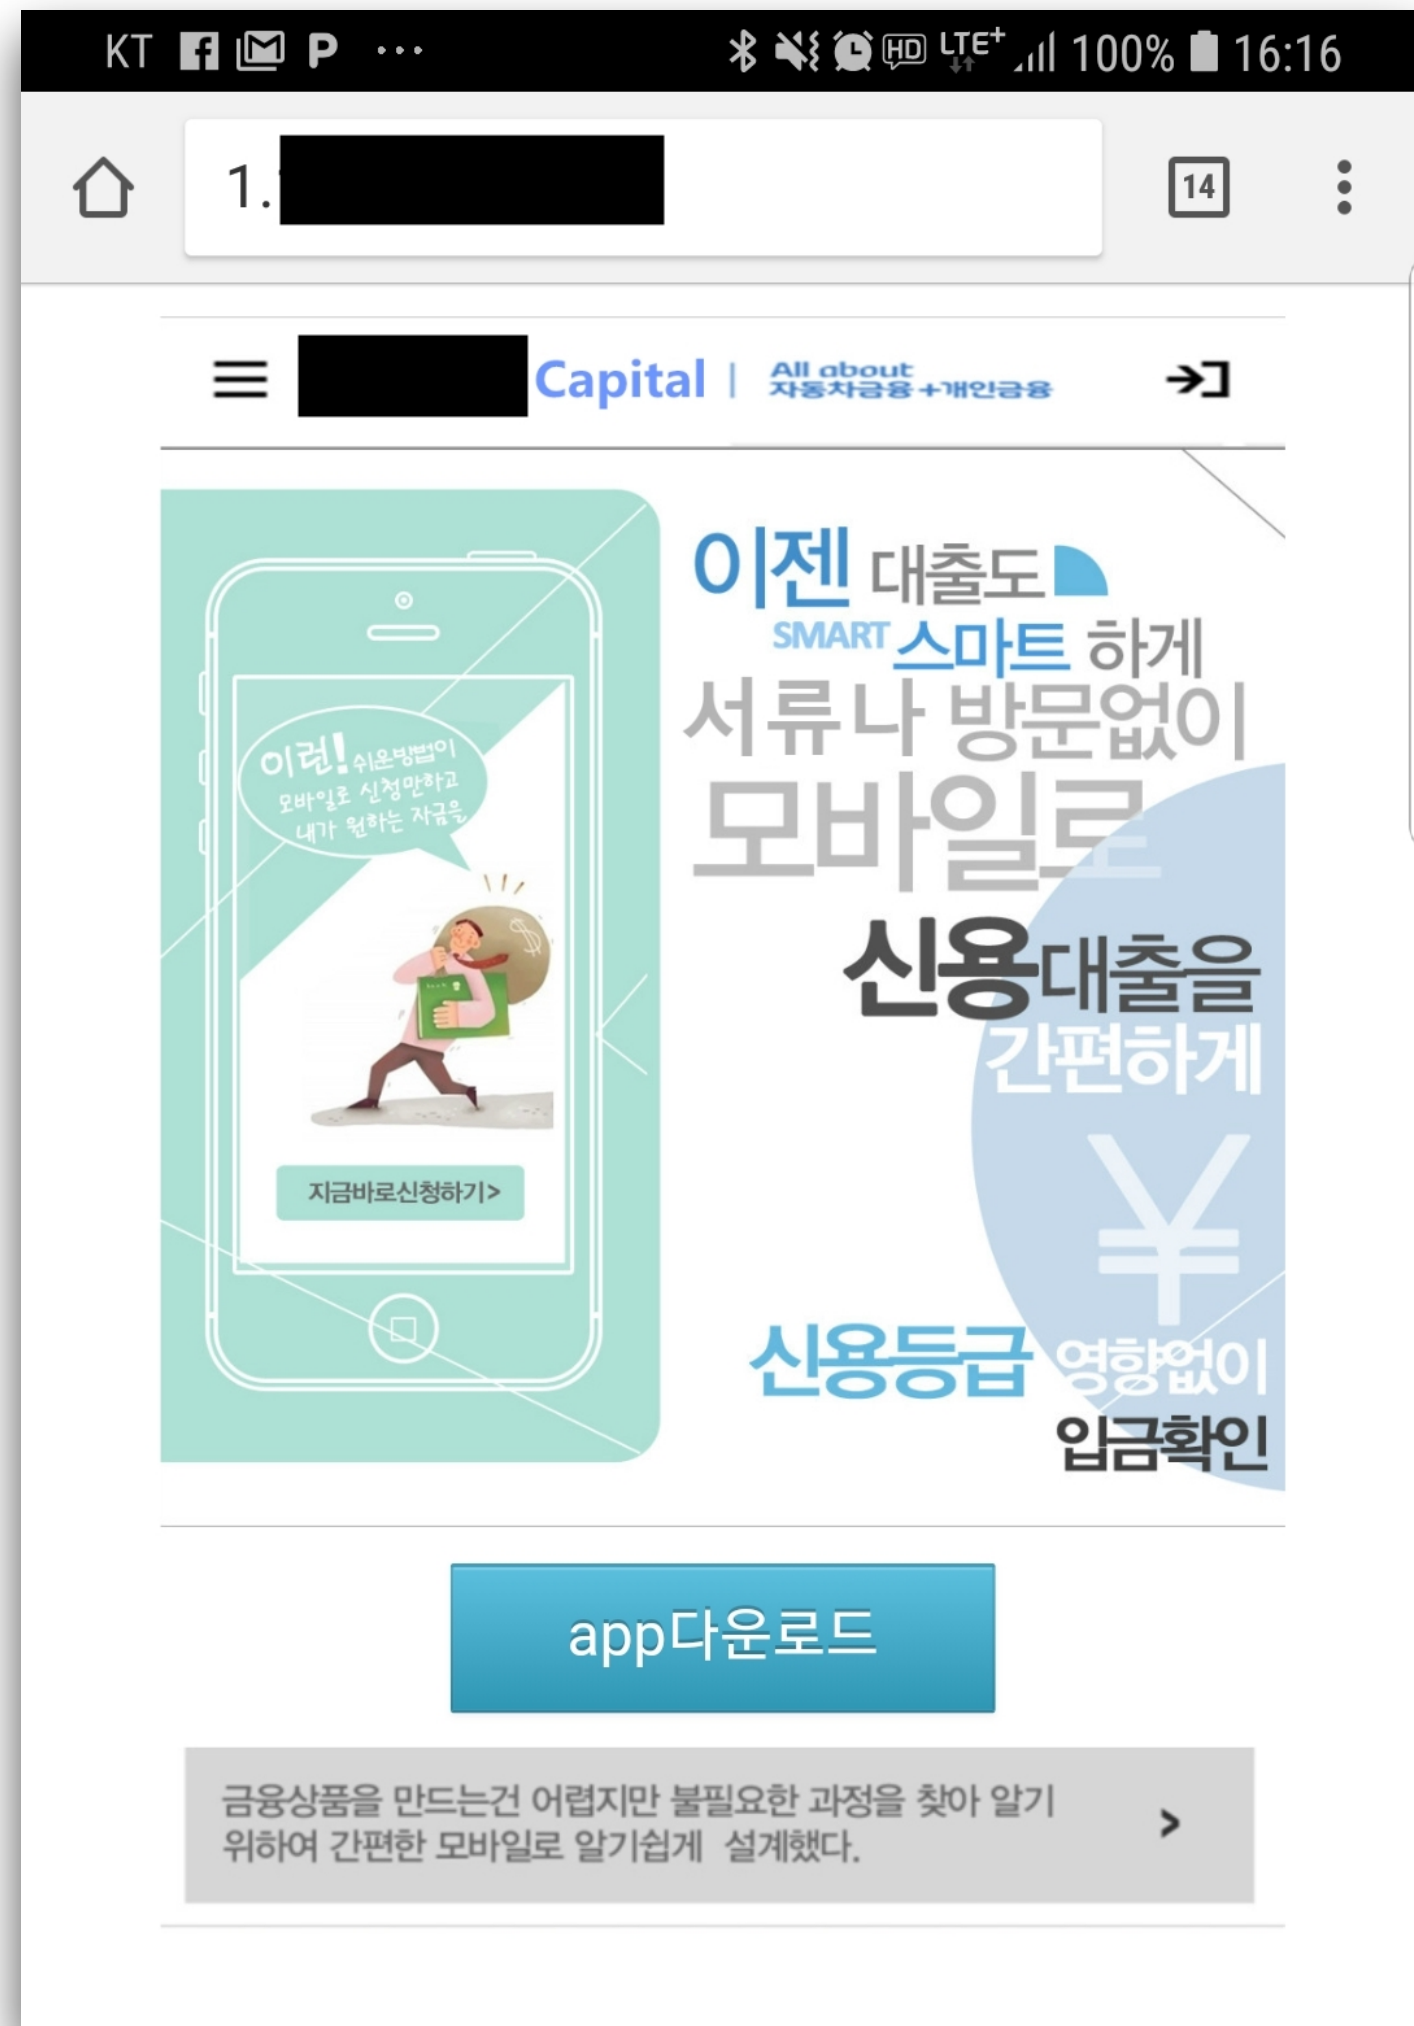 KT P ... HD LTE+ 100% 16:16
1.
14
Capital | All about
자동차금융+개인금융
이젠 대출도
SMART 스마트 하게
서류나 방문없이
모바일로
신용대출을
간편하게
¥
신용등급 영향없이
입금확인
이런! 쉬운방법이
모바일로 신청만하고
내가 원하는 자금을
$
지금바로신청하기>
app다운로드
금융상품을 만드는건 어렵지만 불필요한 과정을 찾아 알기
위하여 간편한 모바일로 알기쉽게 설계했다.
>